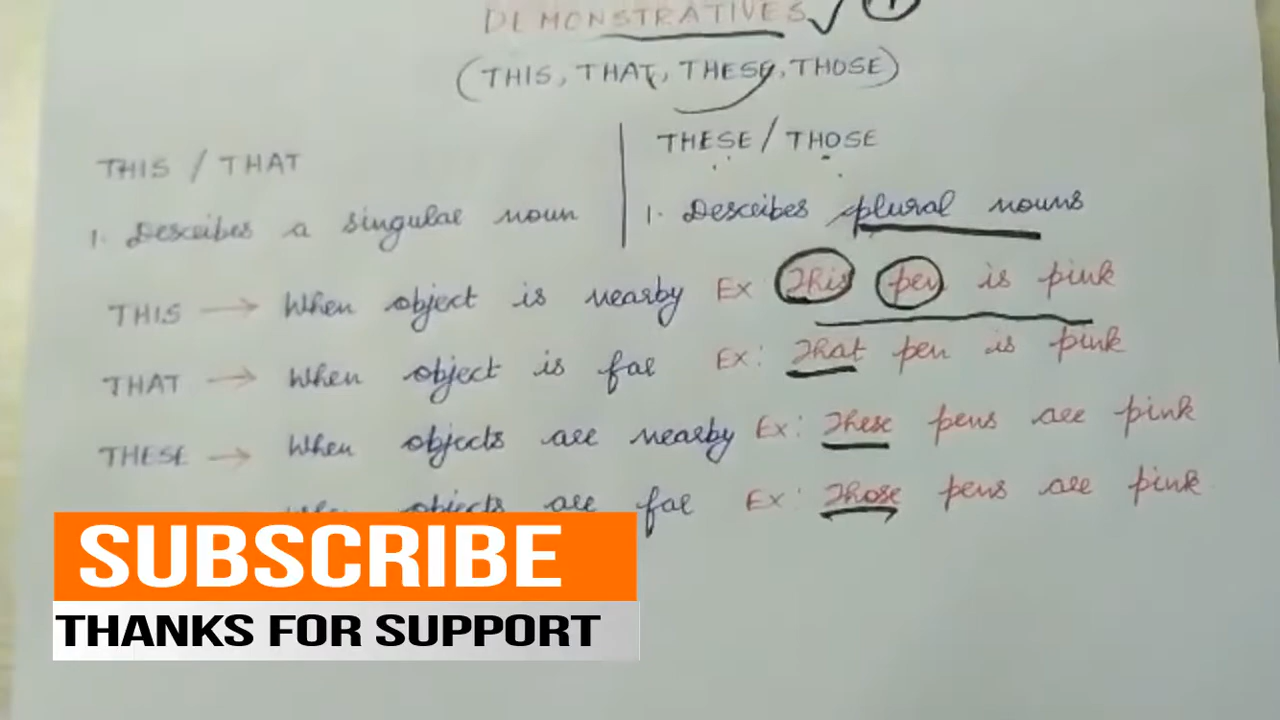 DEMONSTRATIVES
(THIS, THAT, THESE, THOSE)
THIS / THAT
1. Describes a singular noun
THESE / THOSE
1. Describes plural nouns
THIS → When object is nearby Ex This pen is pink
THAT → When object is far Ex: That pen is pink
THESE → When objects are nearby Ex: These pens are pink
When objects are far Ex: Those pens are pink
SUBSCRIBE
THANKS FOR SUPPORT